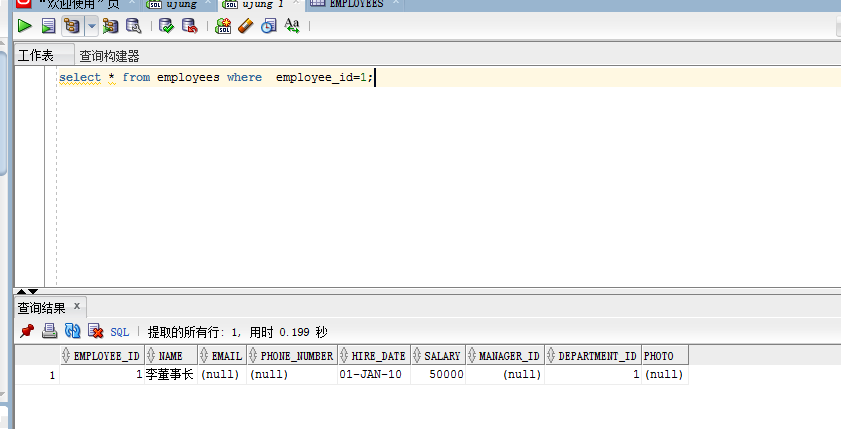 “欢迎使用”页 ujung ujung 1 EMPLOYEES
工作表 查询构建器
select * from employees where  employee_id=1;
查询结果 x
SQL | 提取的所有行: 1, 用时 0.199 秒
EMPLOYEE_ID NAME EMAIL PHONE_NUMBER HIRE_DATE SALARY MANAGER_ID DEPARTMENT_ID PHOTO
1 1 李董事长 (null) (null) 01-JAN-10 50000 (null) 1 (null)